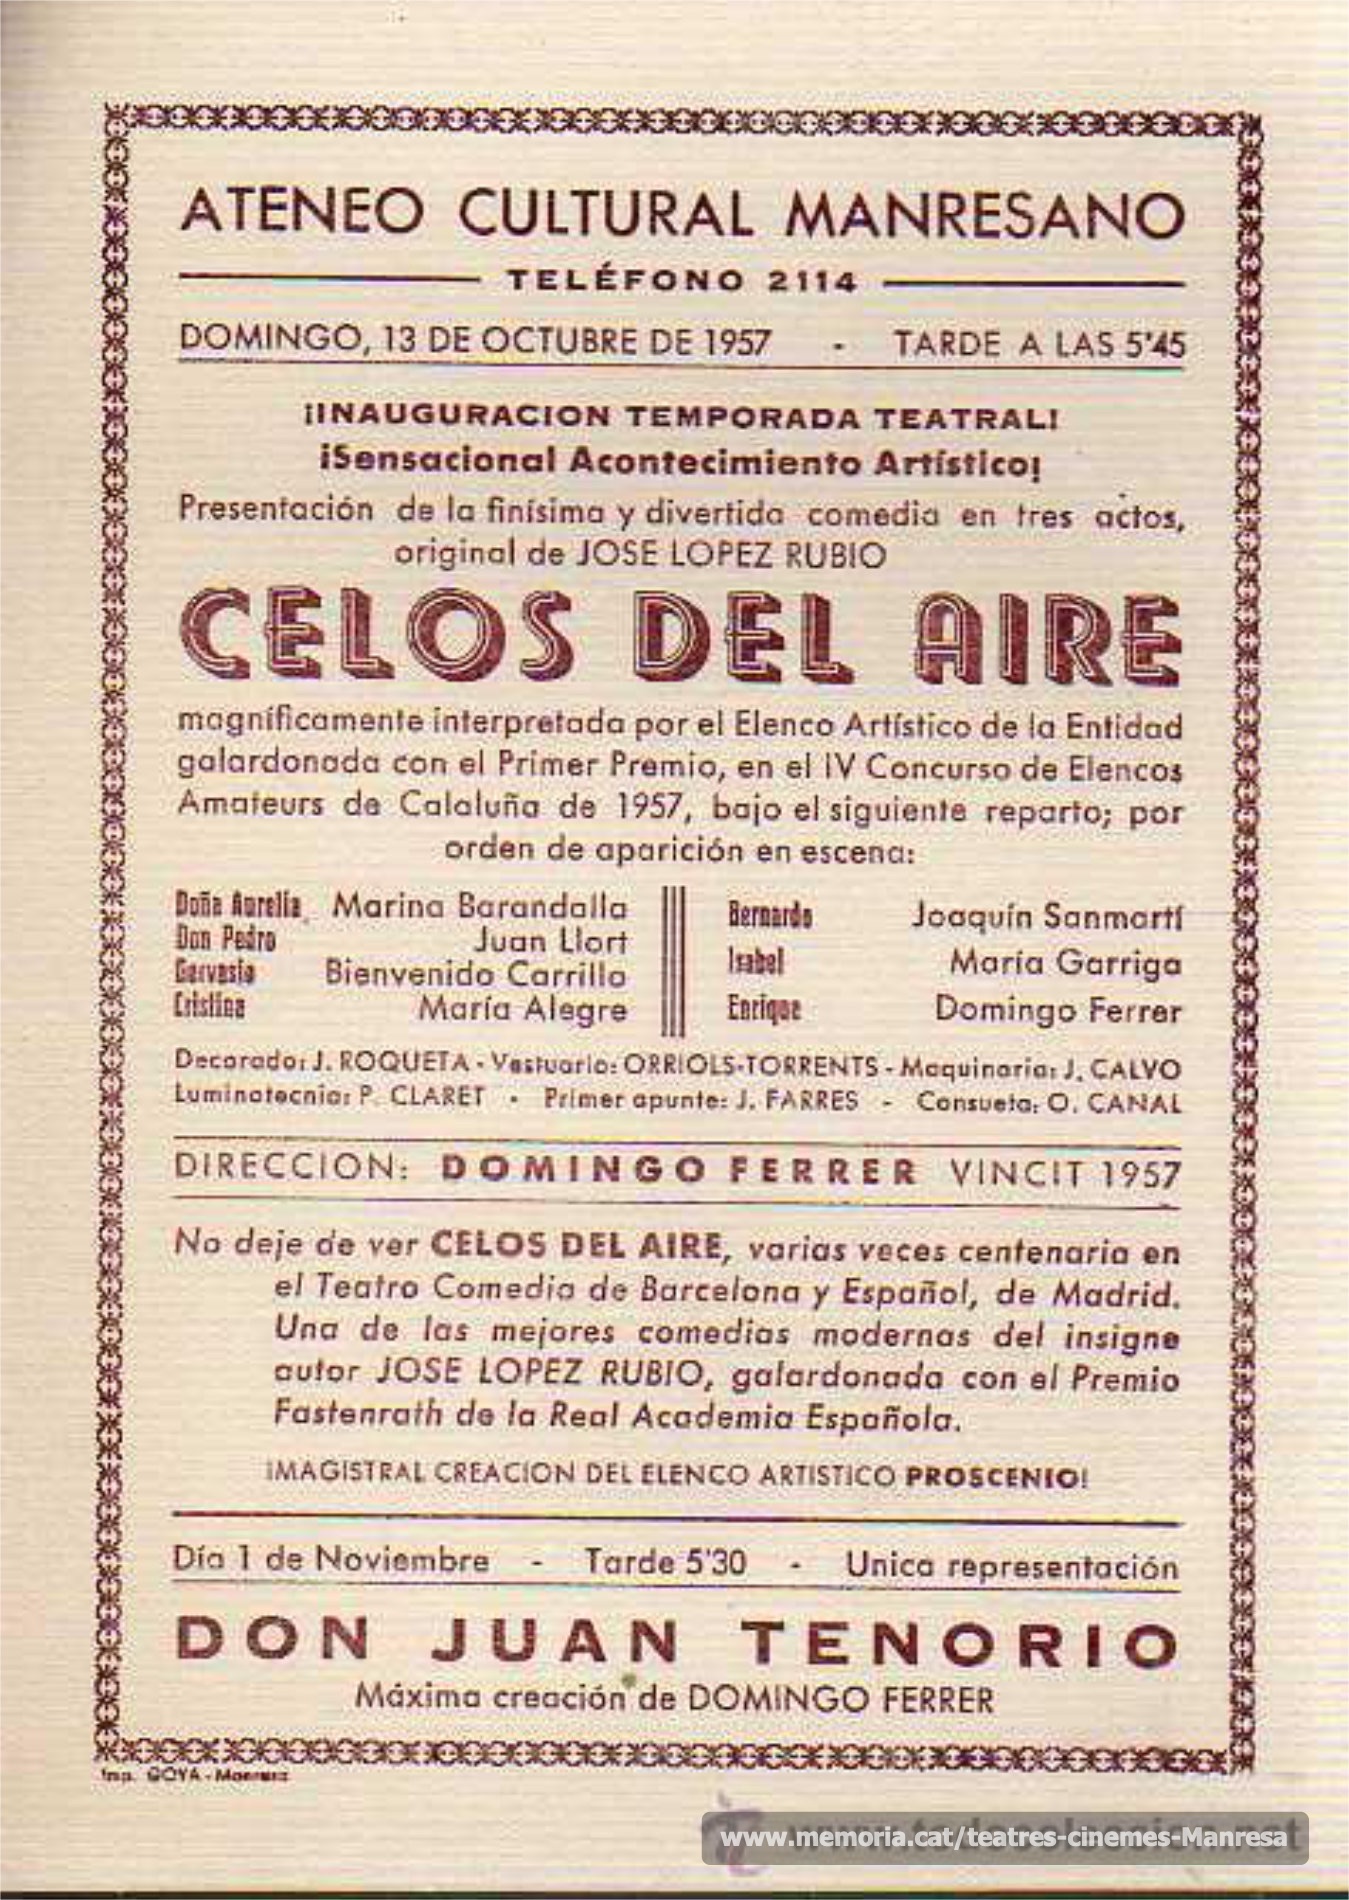 ATENEO CULTURAL MANRESANO
TELÉFONO 2114
DOMINGO, 13 DE OCTUBRE DE 1957 - TARDE A LAS 5'45
¡INAUGURACION TEMPORADA TEATRAL!
¡Sensacional Acontecimiento Artístico!
Presentación de la finísima y divertida comedia en tres actos,
original de JOSE LOPEZ RUBIO
CELOS DEL AIRE
magníficamente interpretada por el Elenco Artístico de la Entidad
galardonada con el Primer Premio, en el IV Concurso de Elencos
Amateurs de Cataluña de 1957, bajo el siguiente reparto; por
orden de aparición en escena:
Doña Aurelia Marina Barandalla
Don Pedro Juan Llort
Gervasio Bienvenido Carrillo
Cristina María Alegre
Bernardo Joaquín Sanmartí
Isabel María Garriga
Enrique Domingo Ferrer
Decorado: J. ROQUETA - Vestuario: ORRIOLS-TORRENTS - Maquinaria: J. CALVO
Luminotecnia: P. CLARET - Primer apunte: J. FARRES - Consueta: O. CANAL
DIRECCION: DOMINGO FERRER VINCIT 1957
No deje de ver CELOS DEL AIRE, varias veces centenaria en
el Teatro Comedia de Barcelona y Español, de Madrid.
Una de las mejores comedias modernas del insigne
autor JOSE LOPEZ RUBIO, galardonada con el Premio
Fastenrath de la Real Academia Española.
¡MAGISTRAL CREACION DEL ELENCO ARTISTICO PROSCENIO!
Día 1 de Noviembre - Tarde 5'30 - Unica representación
DON JUAN TENORIO
Máxima creación de DOMINGO FERRER
Imp. GOYA - Manresa
www.memoria.cat/teatres-cinemes-Manresa